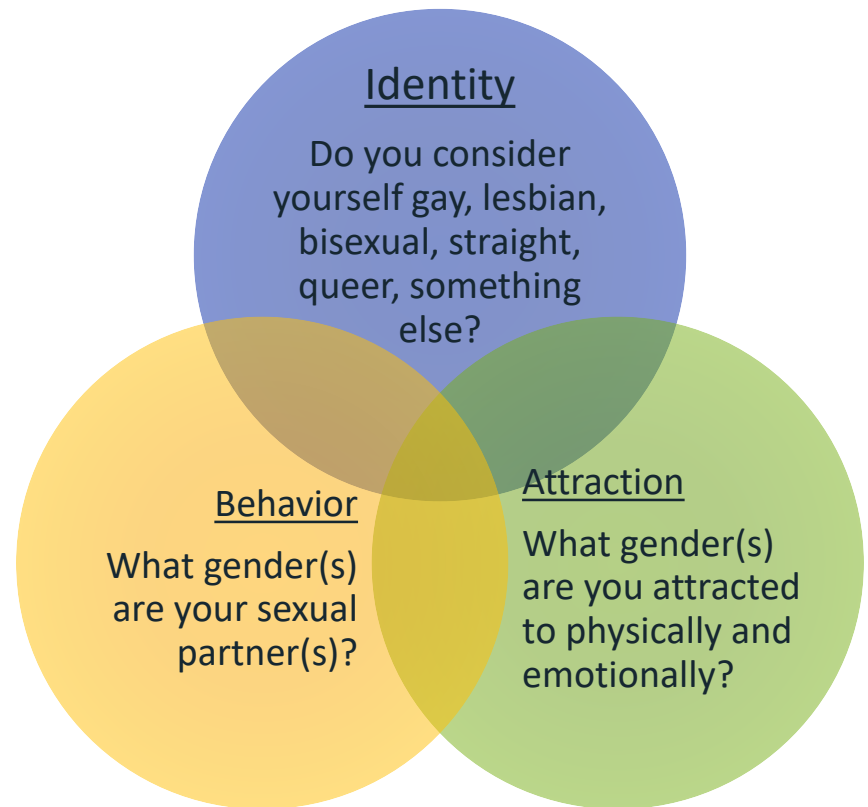 Identity
Do you consider
yourself gay, lesbian,
bisexual, straight,
queer, something
else?
Behavior
What gender(s)
are your sexual
partner(s)?
Attraction
What gender(s)
are you attracted
to physically and
emotionally?